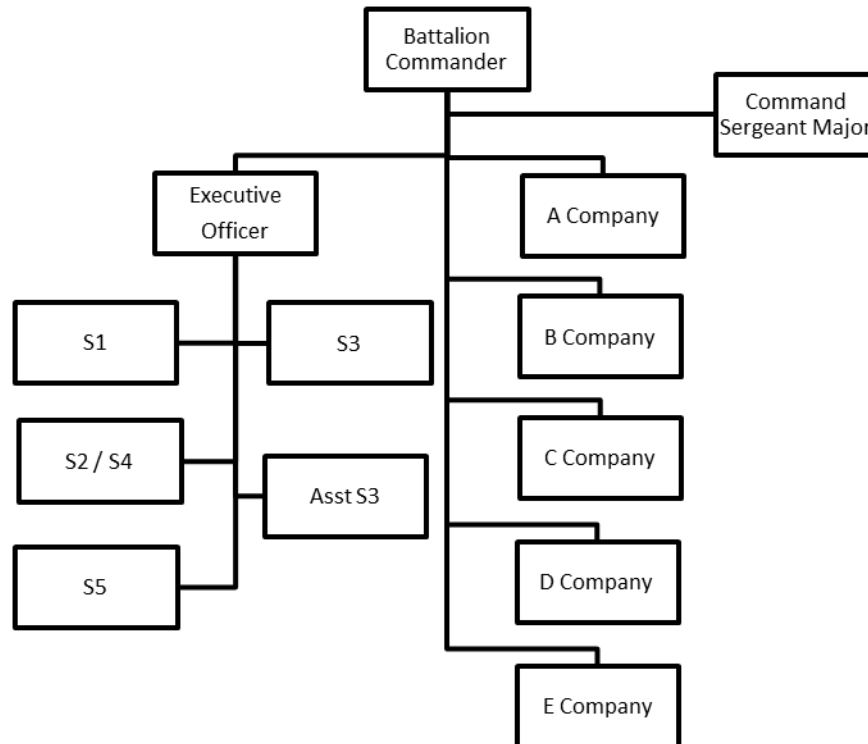 Battalion
Commander
Command
Sergeant Major
Executive
Officer
A Company
S1
S3
B Company
S2 / S4
C Company
Asst S3
S5
D Company
E Company